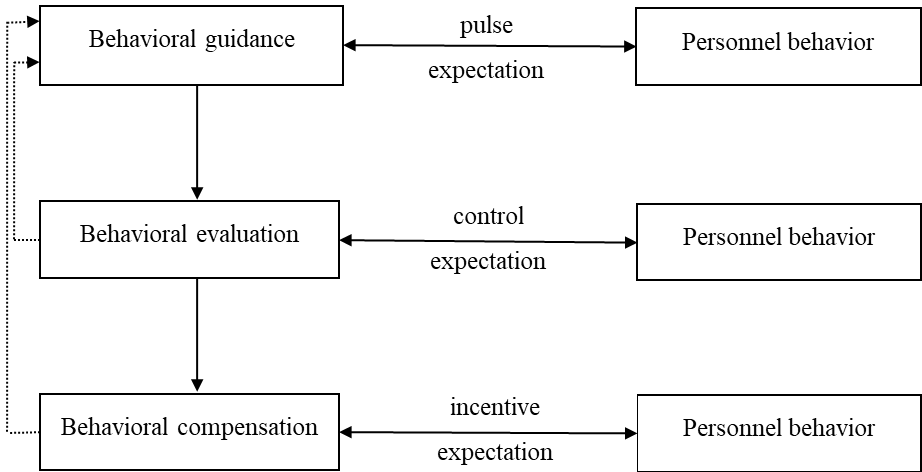 Behavioral guidance
pulse
expectation
Personnel behavior
Behavioral evaluation
control
expectation
Personnel behavior
Behavioral compensation
incentive
expectation
Personnel behavior